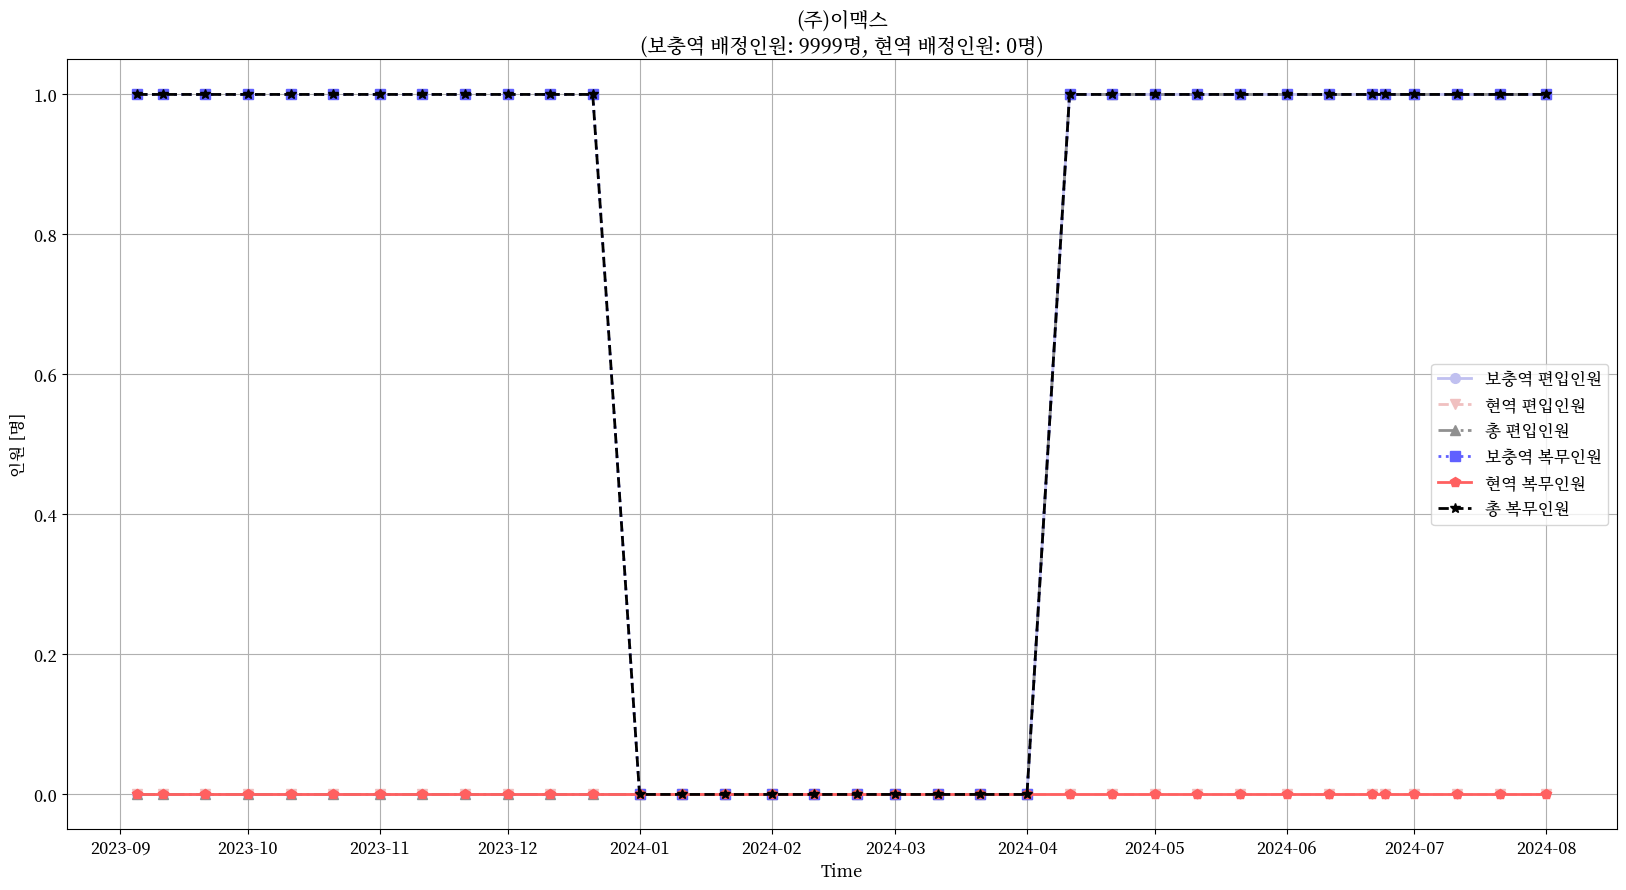 (주)이맥스
(보충역 배정인원: 9999명, 현역 배정인원: 0명)
인원 [명]
1.0
0.8
0.6
0.4
0.2
0.0
보충역 편입인원
현역 편입인원
총 편입인원
보충역 복무인원
현역 복무인원
총 복무인원
2023-09 2023-10 2023-11 2023-12 2024-01 2024-02 2024-03 2024-04 2024-05 2024-06 2024-07 2024-08
Time